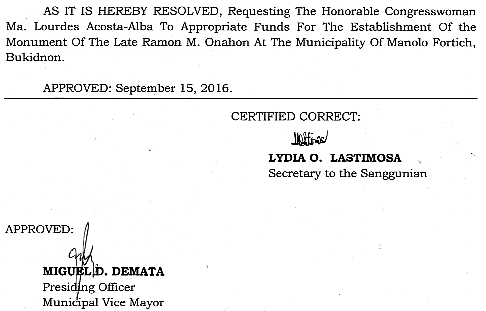 AS IT IS HEREBY RESOLVED, Requesting The Honorable Congresswoman
Ma. Lourdes Acosta-Alba To Appropriate Funds For The Establishment Of the
Monument Of The Late Ramon M. Onahon At The Municipality Of Manolo Fortich,
Bukidnon.
APPROVED: September 15, 2016.
CERTIFIED CORRECT:
LYDIA O. LASTIMOSA
Secretary to the Sanggunian
APPROVED:
MIGUEL D. DEMATA
Presiding Officer
Municipal Vice Mayor